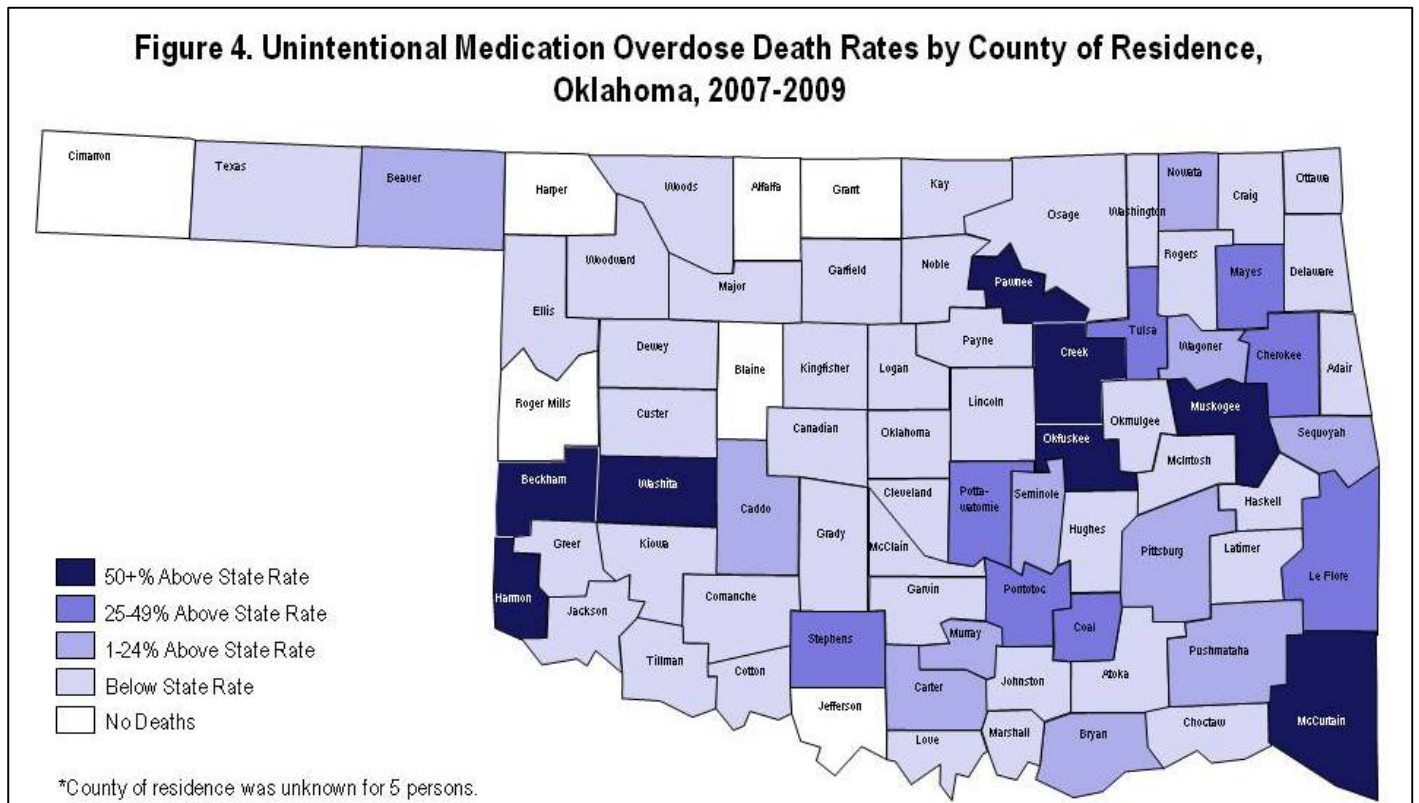 Figure 4. Unintentional Medication Overdose Death Rates by County of Residence,
Oklahoma, 2007-2009
Cimarron
Texas
Beaver
Harper
Woods
Alfalfa
Grant
Kay
Osage
Washington
Nowata
Craig
Ottawa
Ellis
Woodward
Major
Garfield
Noble
Pawnee
Rogers
Mayes
Delaware
Roger Mills
Dewey
Blaine
Kingfisher
Logan
Payne
Creek
Tulsa
Wagoner
Cherokee
Adair
Custer
Canadian
Oklahoma
Lincoln
Okfuskee
Okmulgee
Muskogee
Sequoyah
McIntosh
Beckham
Washita
Caddo
Grady
Cleveland
McClain
Potta-
watomie
Seminole
Hughes
Pittsburg
Haskell
Latimer
Le Flore
Harmon
Greer
Kiowa
Jackson
Comanche
Tillman
Cotton
Stephens
Garvin
Murray
Pontotoc
Coal
Atoka
Pushmataha
McCurtain
Jefferson
Carter
Love
Johnston
Marshall
Bryan
Choctaw
50+% Above State Rate
25-49% Above State Rate
1-24% Above State Rate
Below State Rate
No Deaths
*County of residence was unknown for 5 persons.